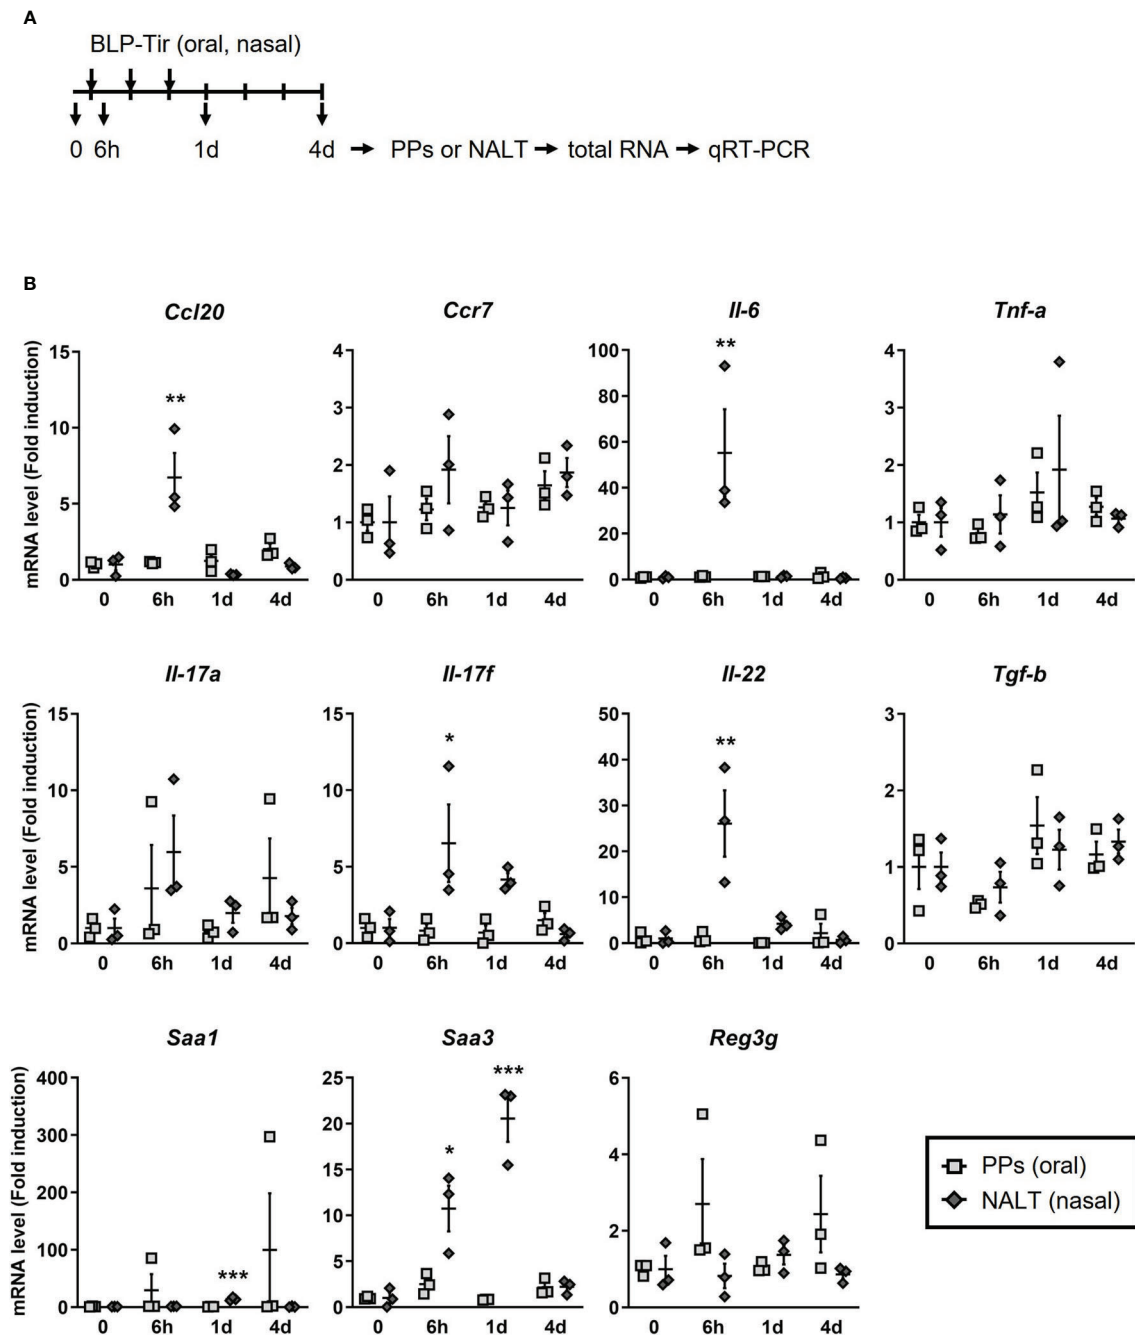 A
BLP-Tir (oral, nasal)
0 6h 1d 4d PPs or NALT total RNA qRT-PCR
B
Ccl20 Ccr7 Il-6 Tnf-a
mRNA level (Fold induction)
15 4 100 4
** **
80
3 3
10
60
2 2
40
5
1 1
20
0 0 0 0
0 6h 1d 4d 0 6h 1d 4d 0 6h 1d 4d 0 6h 1d 4d
Il-17a Il-17f Il-22 Tgf-b
mRNA level (Fold induction)
15 15 50 3
* **
40
10 10 2
30
20
5 5 1
10
0 0 0 0
0 6h 1d 4d 0 6h 1d 4d 0 6h 1d 4d 0 6h 1d 4d
Saa1 Saa3 Reg3g
mRNA level (Fold induction)
400 25 6
***
20
300
4
* 
15
200
10
2
100
5
***
0 0 0
0 6h 1d 4d 0 6h 1d 4d 0 6h 1d 4d
PPs (oral)
NALT (nasal)